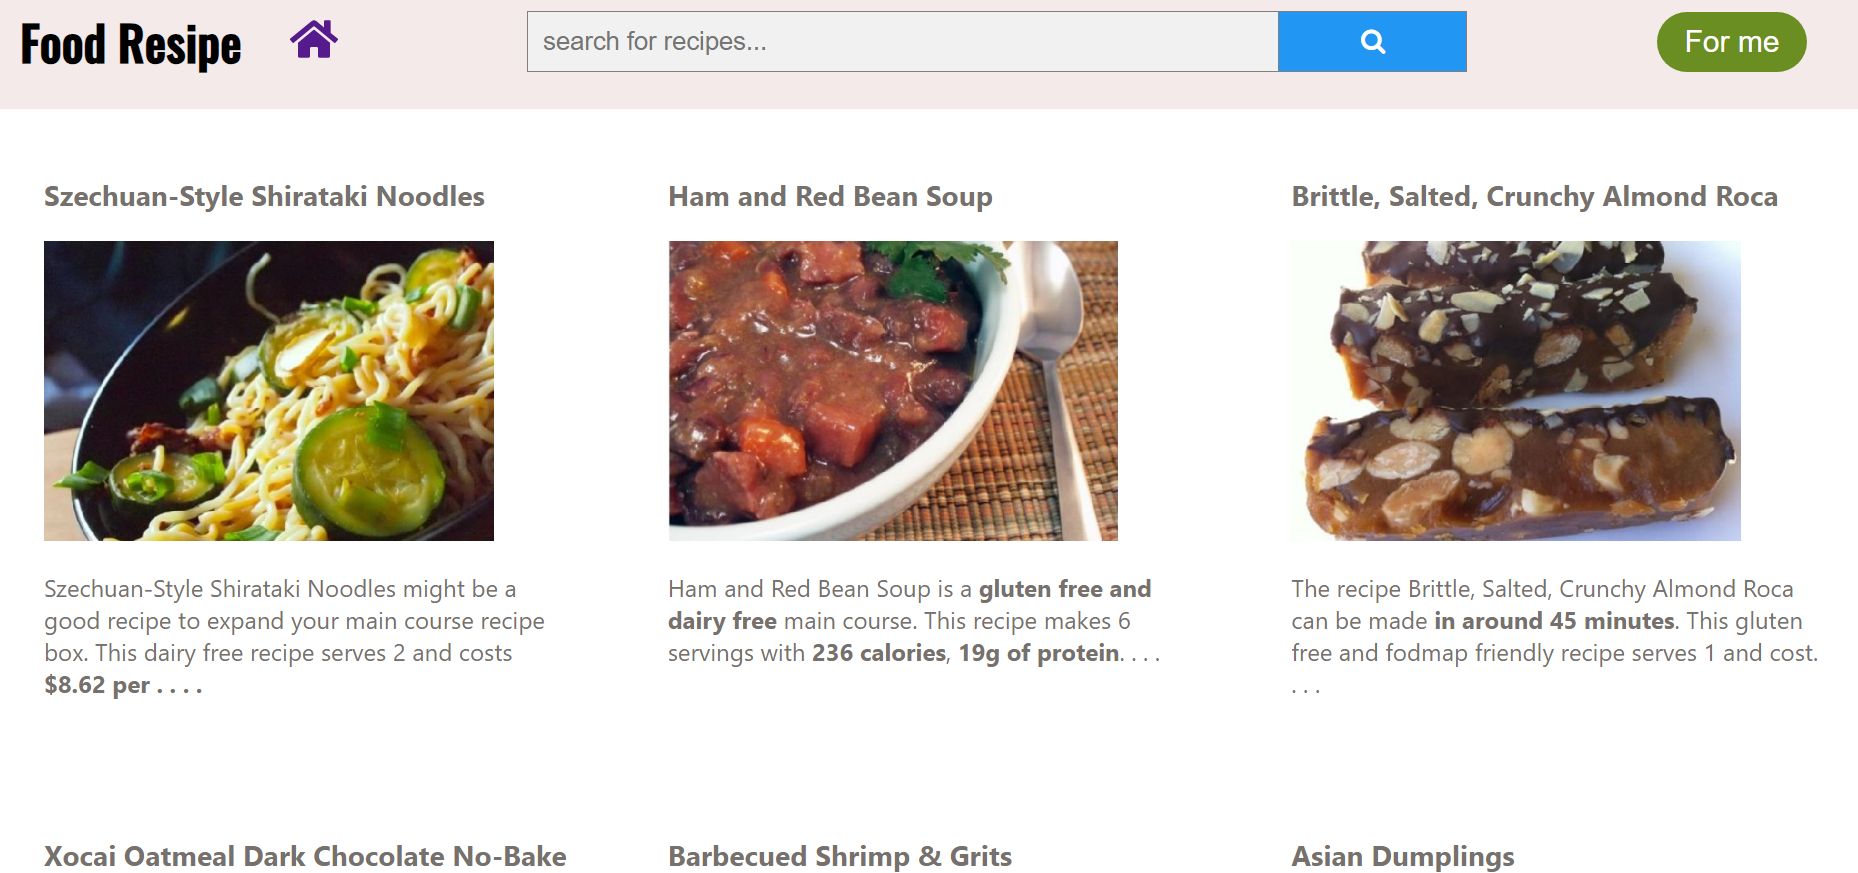 Food Resipe
search for recipes...
For me
Szechuan-Style Shirataki Noodles
Ham and Red Bean Soup
Brittle, Salted, Crunchy Almond Roca
Szechuan-Style Shirataki Noodles might be a
good recipe to expand your main course recipe
box. This dairy free recipe serves 2 and costs
$8.62 per . . . .
Ham and Red Bean Soup is a gluten free and
dairy free main course. This recipe makes 6
servings with 236 calories, 19g of protein. . . .
The recipe Brittle, Salted, Crunchy Almond Roca
can be made in around 45 minutes. This gluten
free and fodmap friendly recipe serves 1 and cost.
. . .
Xocai Oatmeal Dark Chocolate No-Bake
Barbecued Shrimp & Grits
Asian Dumplings